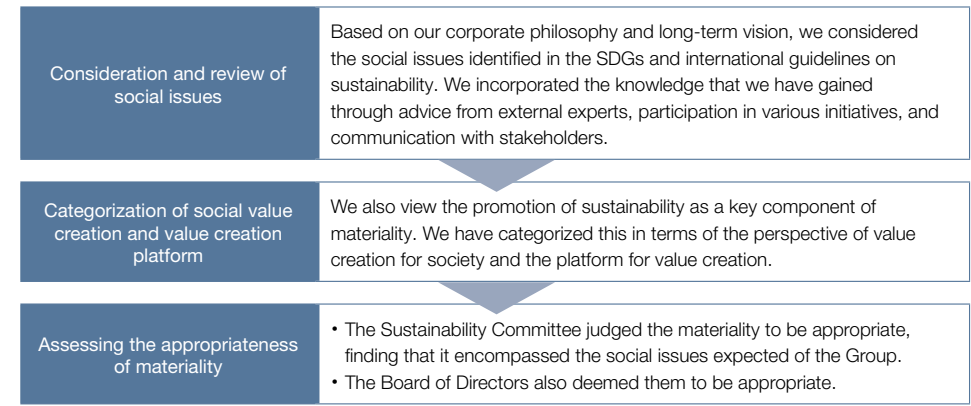 Consideration and review of
social issues
Based on our corporate philosophy and long-term vision, we considered
the social issues identified in the SDGs and international guidelines on
sustainability. We incorporated the knowledge that we have gained
through advice from external experts, participation in various initiatives, and
communication with stakeholders.
Categorization of social value
creation and value creation
platform
We also view the promotion of sustainability as a key component of
materiality. We have categorized this in terms of the perspective of value
creation for society and the platform for value creation.
Assessing the appropriateness
of materiality
• The Sustainability Committee judged the materiality to be appropriate,
finding that it encompassed the social issues expected of the Group.
• The Board of Directors also deemed them to be appropriate.